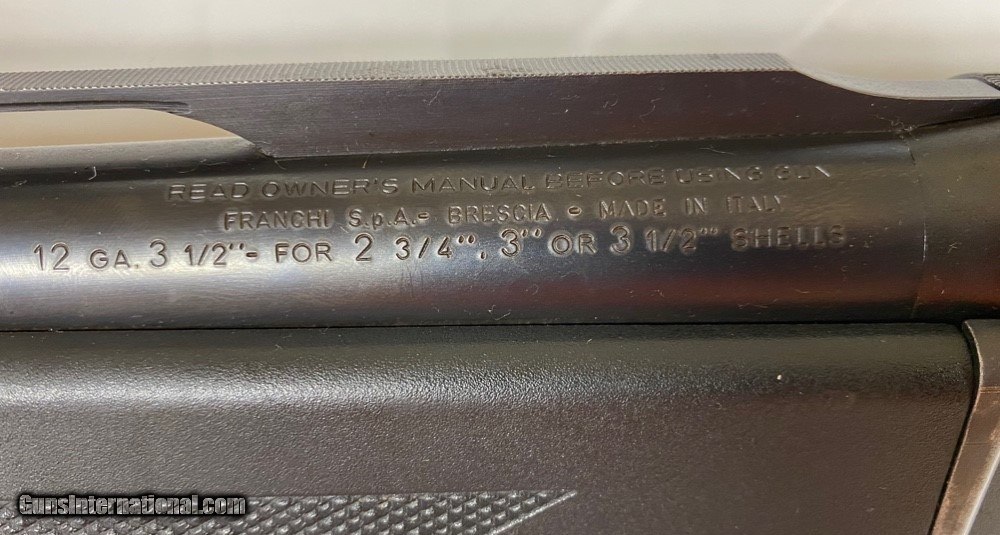 READ OWNER'S MANUAL BEFORE USING GUN
FRANCHI S.p.A.- BRESCIA - MADE IN ITALY
12 GA. 3 1/2"- FOR 2 3/4", 3" OR 3 1/2" SHELLS
GunsInternational.com